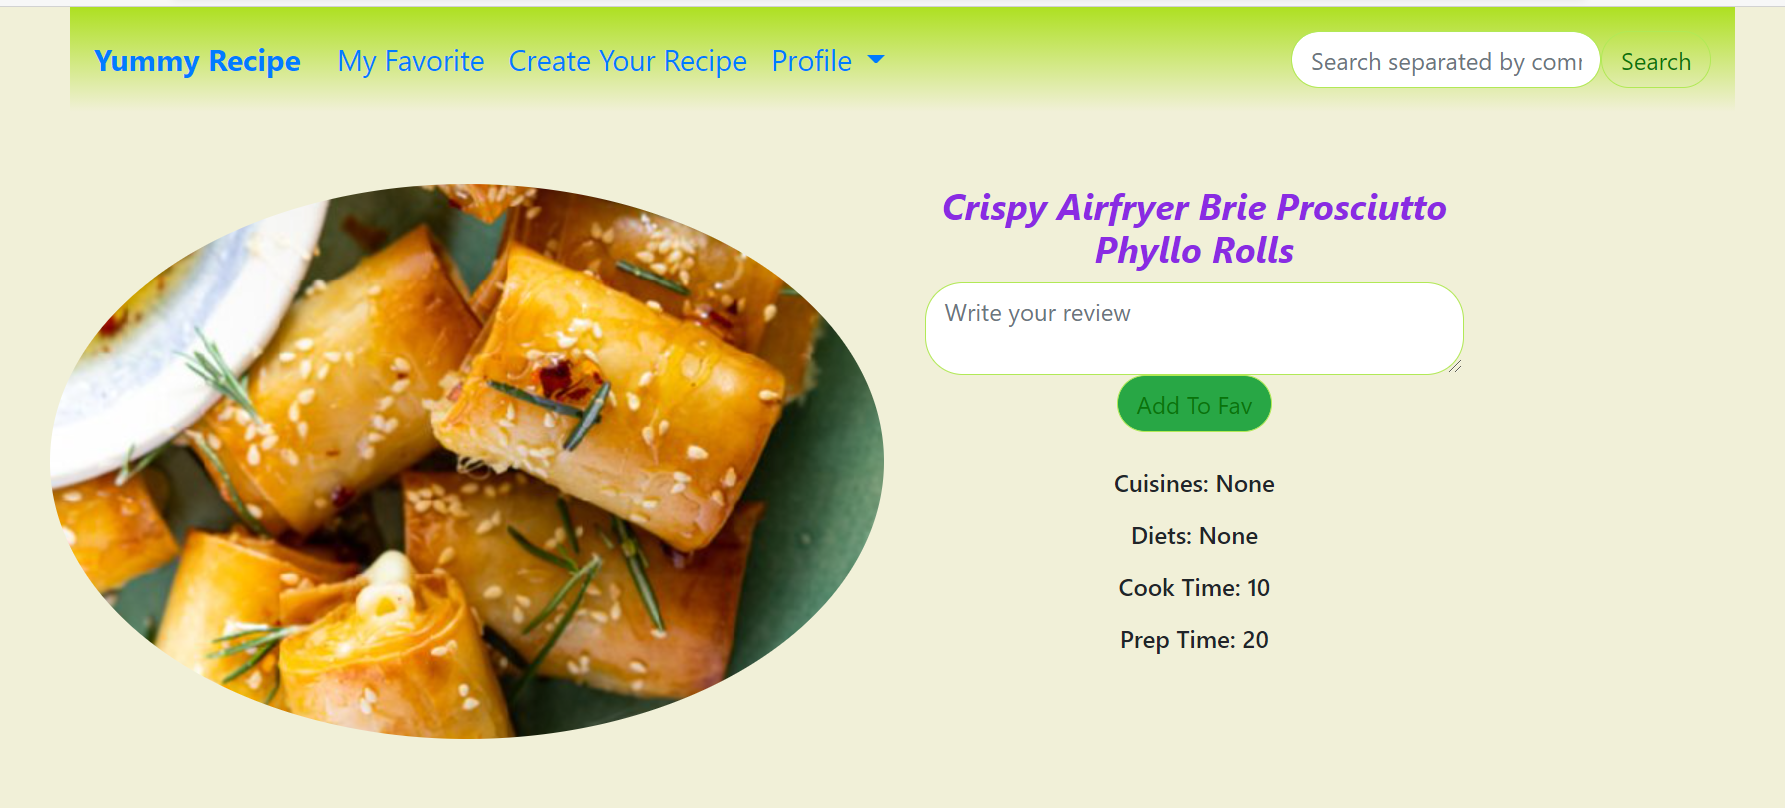 Yummy Recipe My Favorite Create Your Recipe Profile Search separated by com Search
Crispy Airfryer Brie Prosciutto
Phyllo Rolls
Write your review
Add To Fav
Cuisines: None
Diets: None
Cook Time: 10
Prep Time: 20